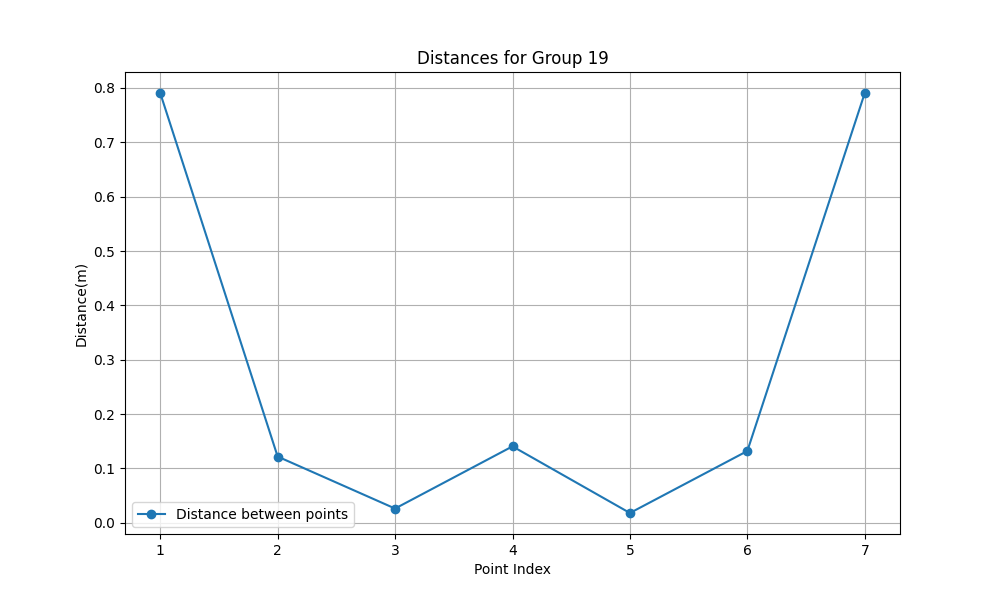 Distances for Group 19
Distance(m)
0.8
0.7
0.6
0.5
0.4
0.3
0.2
0.1
0.0
Distance between points
1 2 3 4 5 6 7
Point Index